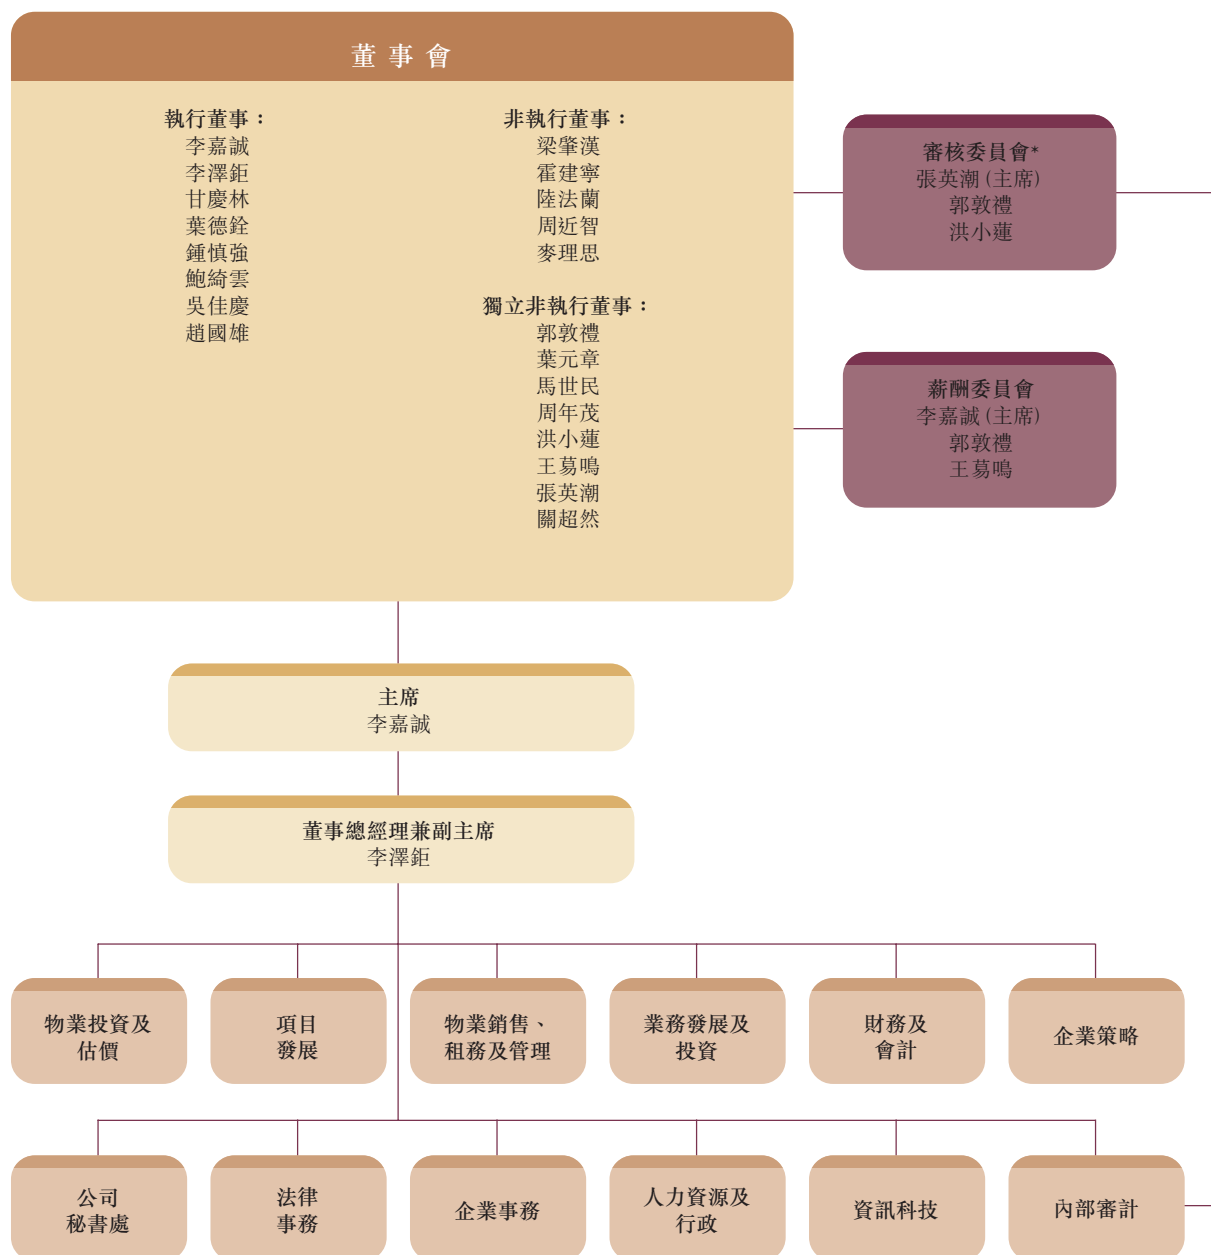 董事會
執行董事：
李嘉誠
李澤鉅
甘慶林
葉德銓
鍾慎強
鮑綺雲
吳佳慶
趙國雄
非執行董事：
梁肇漢
霍建寧
陸法蘭
周近智
麥理思
獨立非執行董事：
郭敦禮
葉元章
馬世民
周年茂
洪小蓮
王䓪鳴
張英潮
關超然
審核委員會*
張英潮（主席）
郭敦禮
洪小蓮
薪酬委員會
李嘉誠（主席）
郭敦禮
王䓪鳴
主席
李嘉誠
董事總經理兼副主席
李澤鉅
物業投資及
估價
項目
發展
物業銷售、
租務及管理
業務發展及
投資
財務及
會計
企業策略
公司
秘書處
法律
事務
企業事務
人力資源及
行政
資訊科技
內部審計